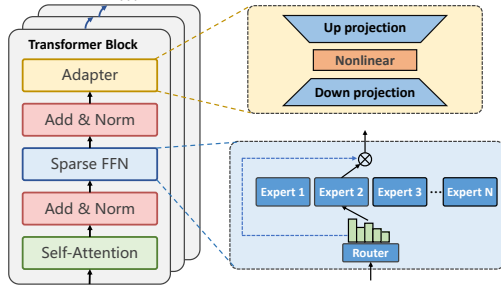 Transformer Block
Adapter
Add & Norm
Sparse FFN
Add & Norm
Self-Attention
Up projection
Nonlinear
Down projection
Expert 1 Expert 2 Expert 3 ··· Expert N
Router